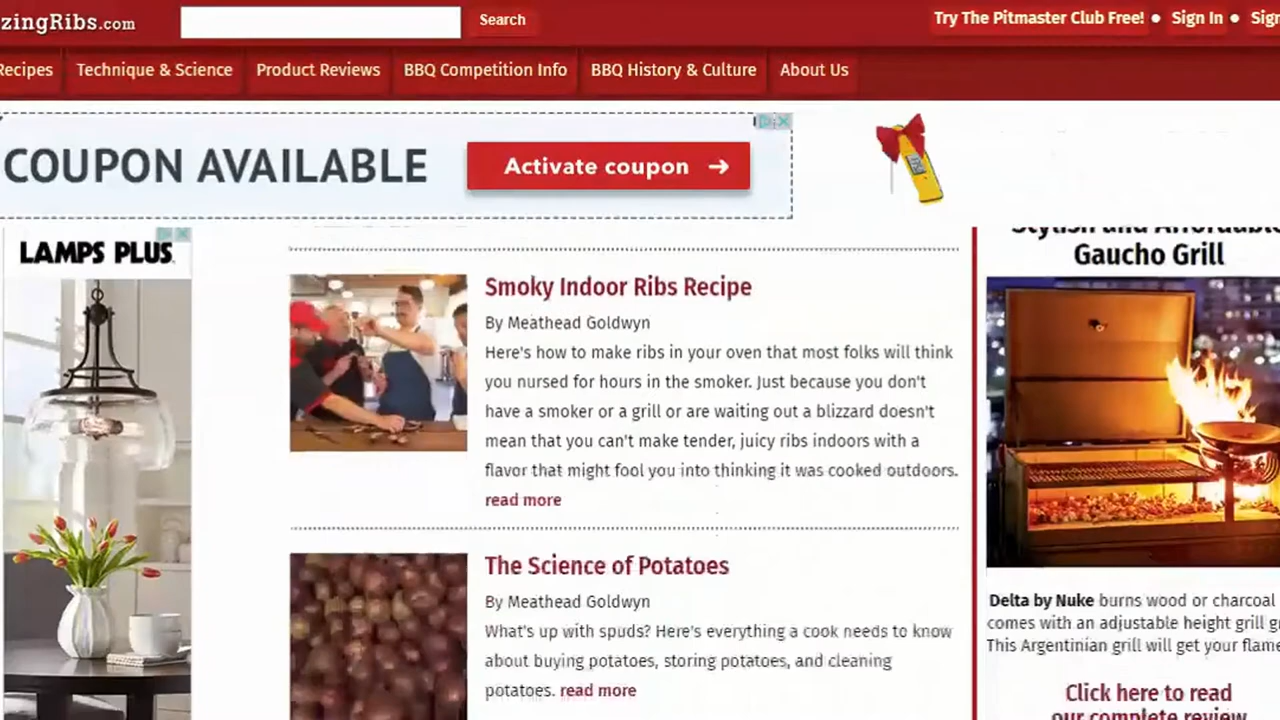 zingRibs.com
Search
Try The Pitmaster Club Free! ● Sign In ● Sign
Recipes
Technique & Science
Product Reviews
BBQ Competition Info
BBQ History & Culture
About Us
COUPON AVAILABLE
Activate coupon →
LAMPS PLUS
Smoky Indoor Ribs Recipe
By Meathead Goldwyn
Here's how to make ribs in your oven that most folks will think
you nursed for hours in the smoker. Just because you don't
have a smoker or a grill or are waiting out a blizzard doesn't
mean that you can't make tender, juicy ribs indoors with a
flavor that might fool you into thinking it was cooked outdoors.
read more
The Science of Potatoes
By Meathead Goldwyn
What's up with spuds? Here's everything a cook needs to know
about buying potatoes, storing potatoes, and cleaning
potatoes. read more
Stylish and Affordable
Gaucho Grill
Delta by Nuke burns wood or charcoal
comes with an adjustable height grill g
This Argentinian grill will get your flame
Click here to read
our complete review